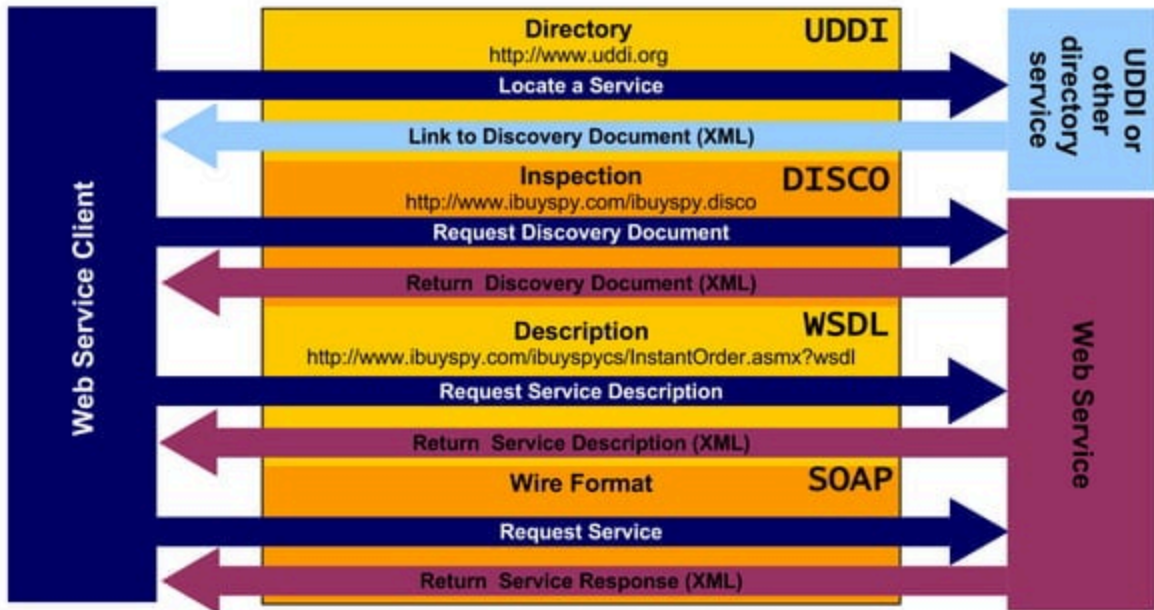 Web Service Client
Directory
UDDI
http://www.uddi.org
Locate a Service
Link to Discovery Document (XML)
Inspection
DISCO
http://www.ibuyspy.com/ibuyspy.disco
Request Discovery Document
Return Discovery Document (XML)
Description
WSDL
http://www.ibuyspy.com/ibuyspycs/InstantOrder.asmx?wsdl
Request Service Description
Return Service Description (XML)
Wire Format
SOAP
Request Service
Return Service Response (XML)
UDDI or
other
directory
service
Web Service